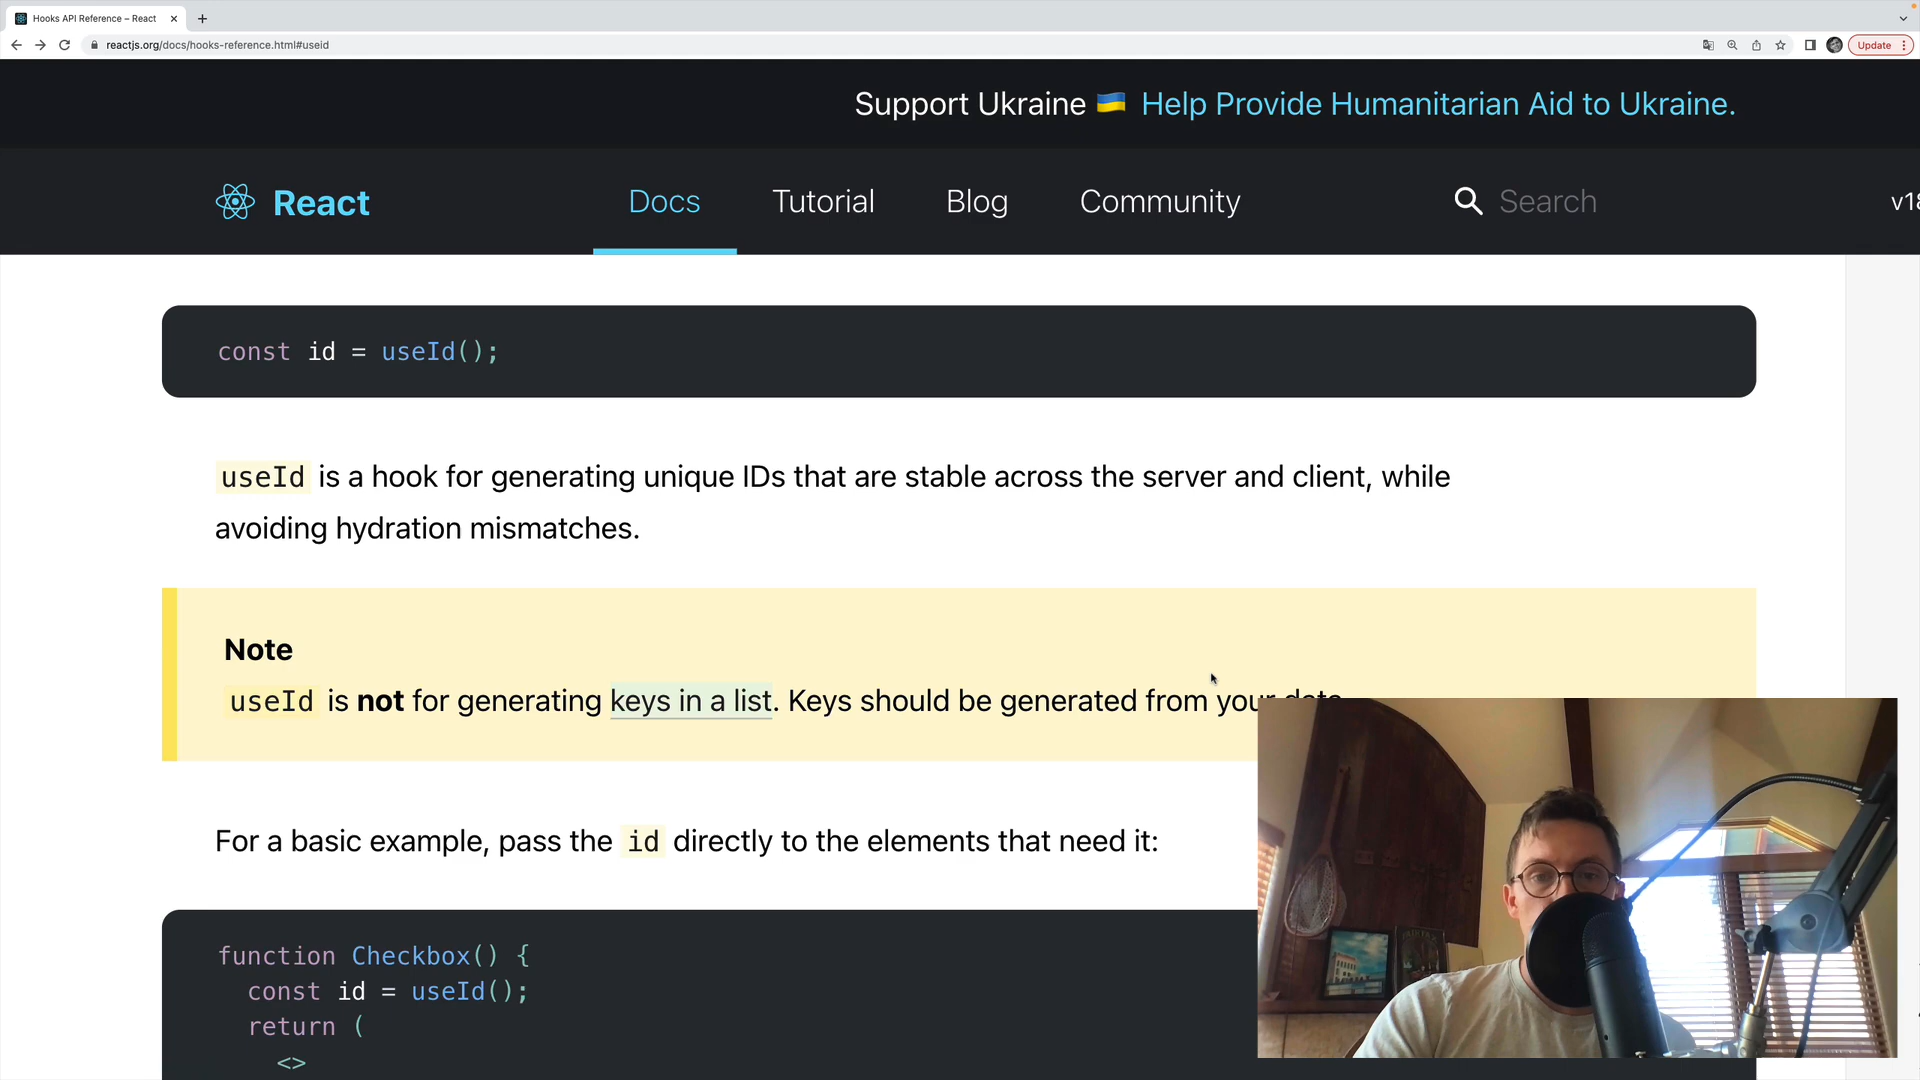 Hooks API Reference – React
reactjs.org/docs/hooks-reference.html#useid
Update
Support Ukraine 🇺🇦 Help Provide Humanitarian Aid to Ukraine.
React
Docs
Tutorial
Blog
Community
Search
v18
const id = useId();
useId is a hook for generating unique IDs that are stable across the server and client, while
avoiding hydration mismatches.
Note
useId is not for generating keys in a list. Keys should be generated from your data
For a basic example, pass the id directly to the elements that need it:
function Checkbox() {
const id = useId();
return (
<>